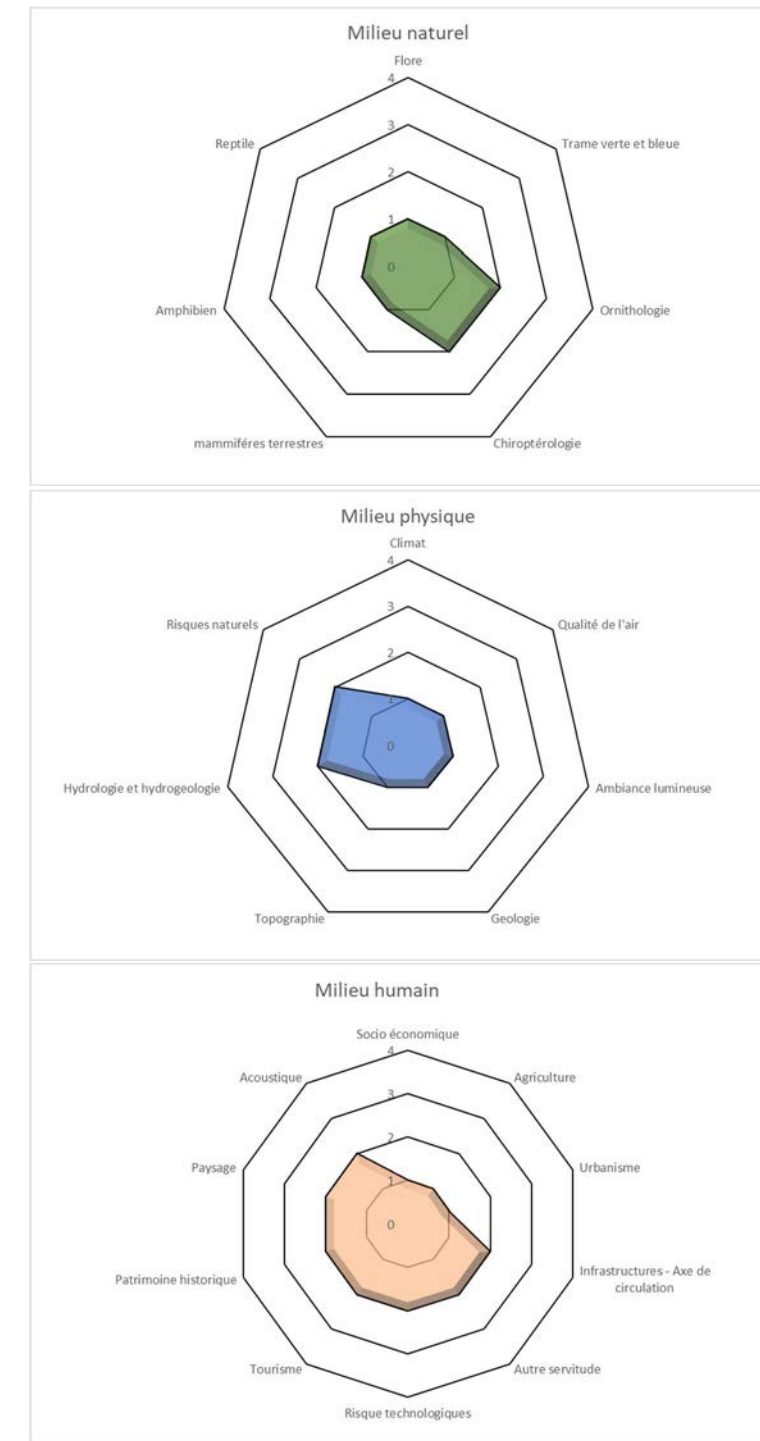 Milieu naturel
Flore
4
Reptile
Trame verte et bleue
3
2
1
0
Amphibien
Ornithologie
mammiféres terrestres
Chiroptérologie
Milieu physique
Climat
4
Risques naturels
Qualité de l'air
3
2
1
0
Hydrologie et hydrogeologie
Ambiance lumineuse
Topographie
Geologie
Milieu humain
Socio économique
4
Acoustique
Agriculture
3
2
Paysage
Urbanisme
1
0
Patrimoine historique
Infrastructures - Axe de
circulation
Tourisme
Autre servitude
Risque technologiques